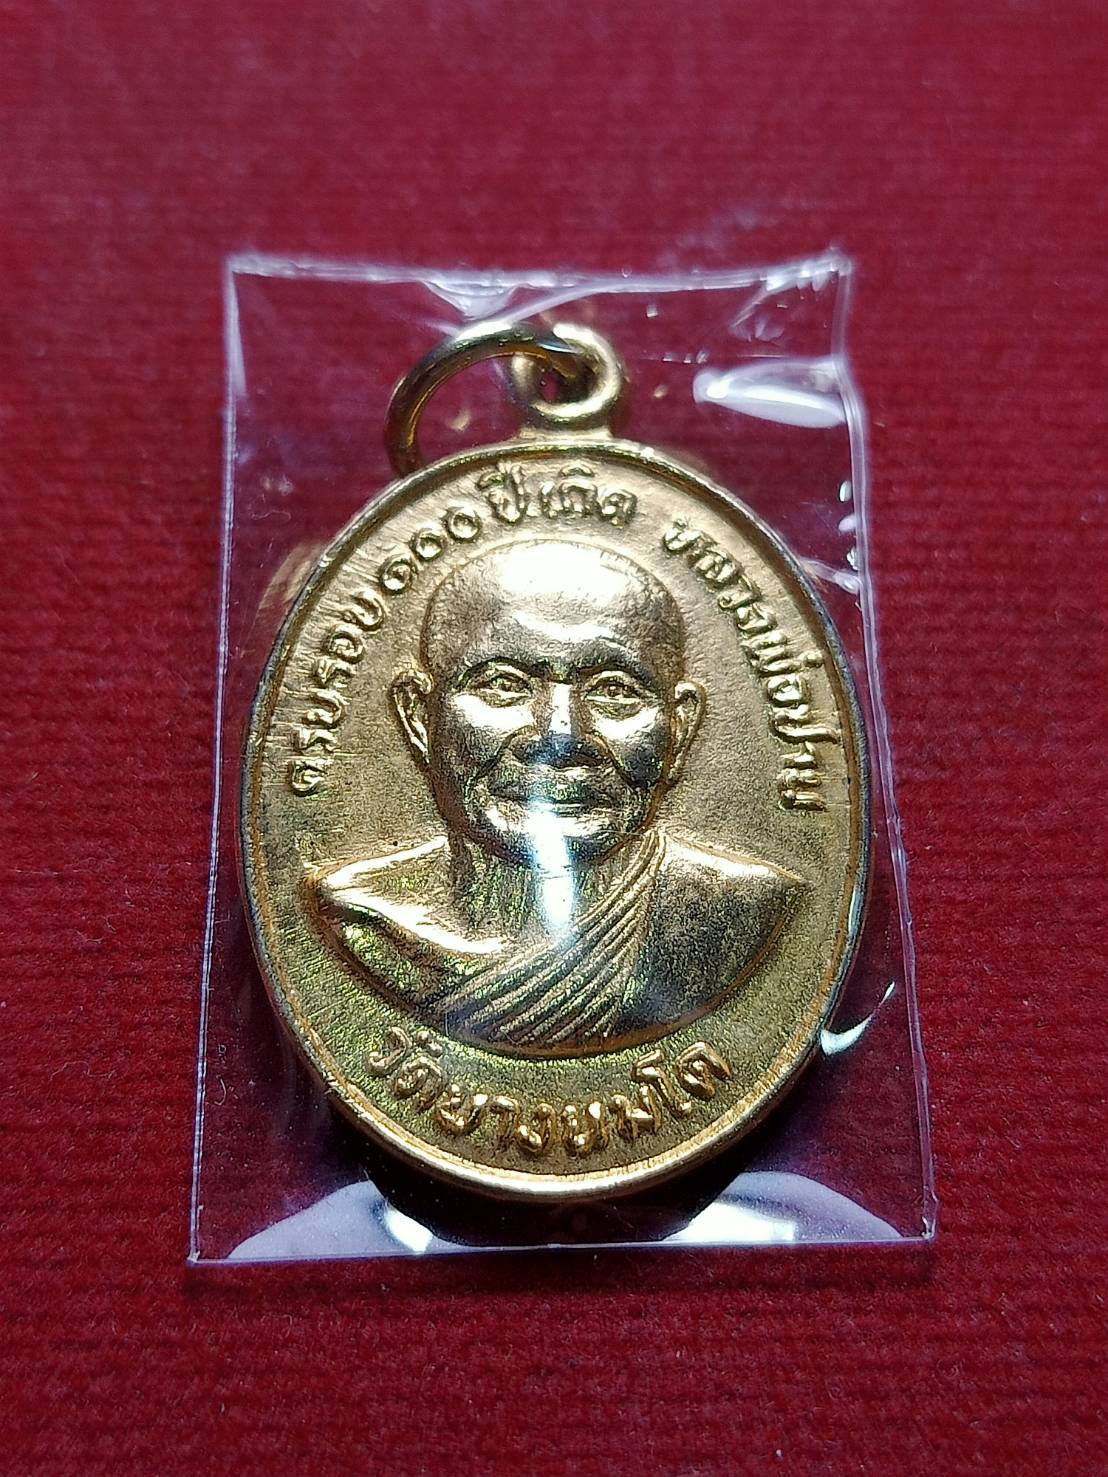 ครบรอบ ๑๐๐ ปี เกิด หลวงพ่อปาน
วัดบางนมโค